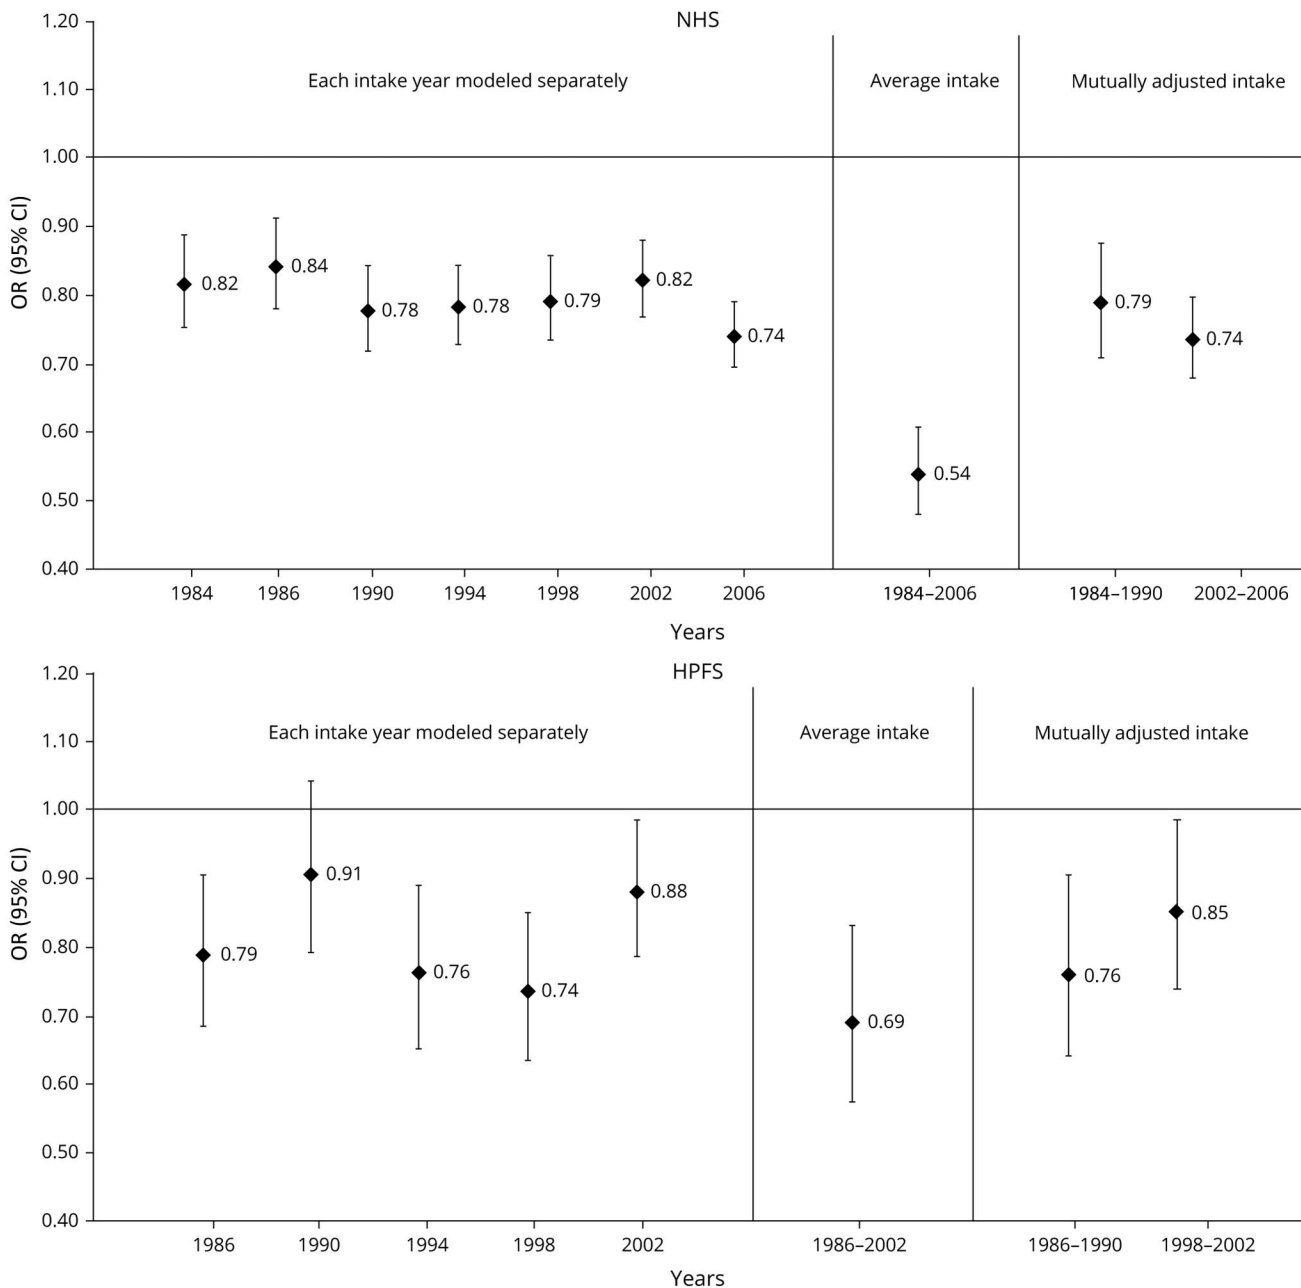 NHS
1.20
1.10
1.00
0.90
0.80
0.70
0.60
0.50
0.40
OR (95% CI)
Each intake year modeled separately
Average intake
Mutually adjusted intake
0.82
0.84
0.78
0.78
0.79
0.82
0.74
0.54
0.79
0.74
1984 1986 1990 1994 1998 2002 2006 1984–2006 1984–1990 2002–2006
Years
HPFS
1.20
1.10
1.00
0.90
0.80
0.70
0.60
0.50
0.40
OR (95% CI)
Each intake year modeled separately
Average intake
Mutually adjusted intake
0.79
0.91
0.76
0.74
0.88
0.69
0.76
0.85
1986 1990 1994 1998 2002 1986–2002 1986–1990 1998–2002
Years